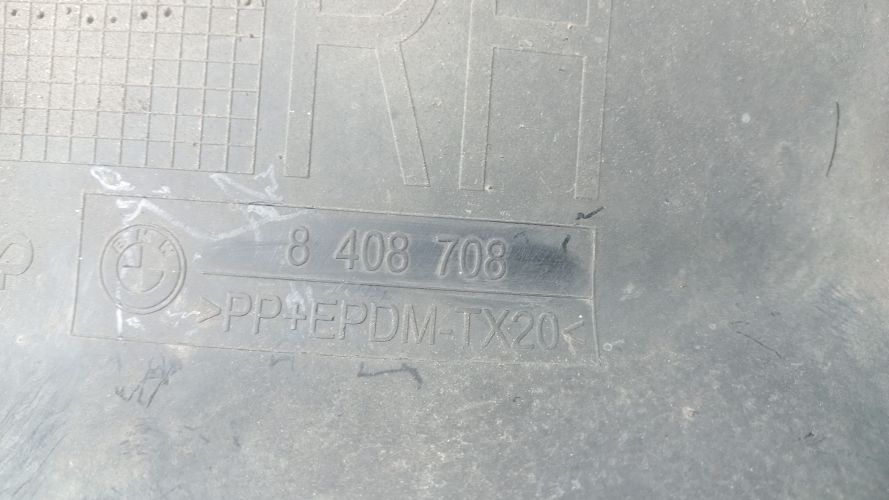 RH
BMW
8 408 708
>PP+EPDM-TX20<